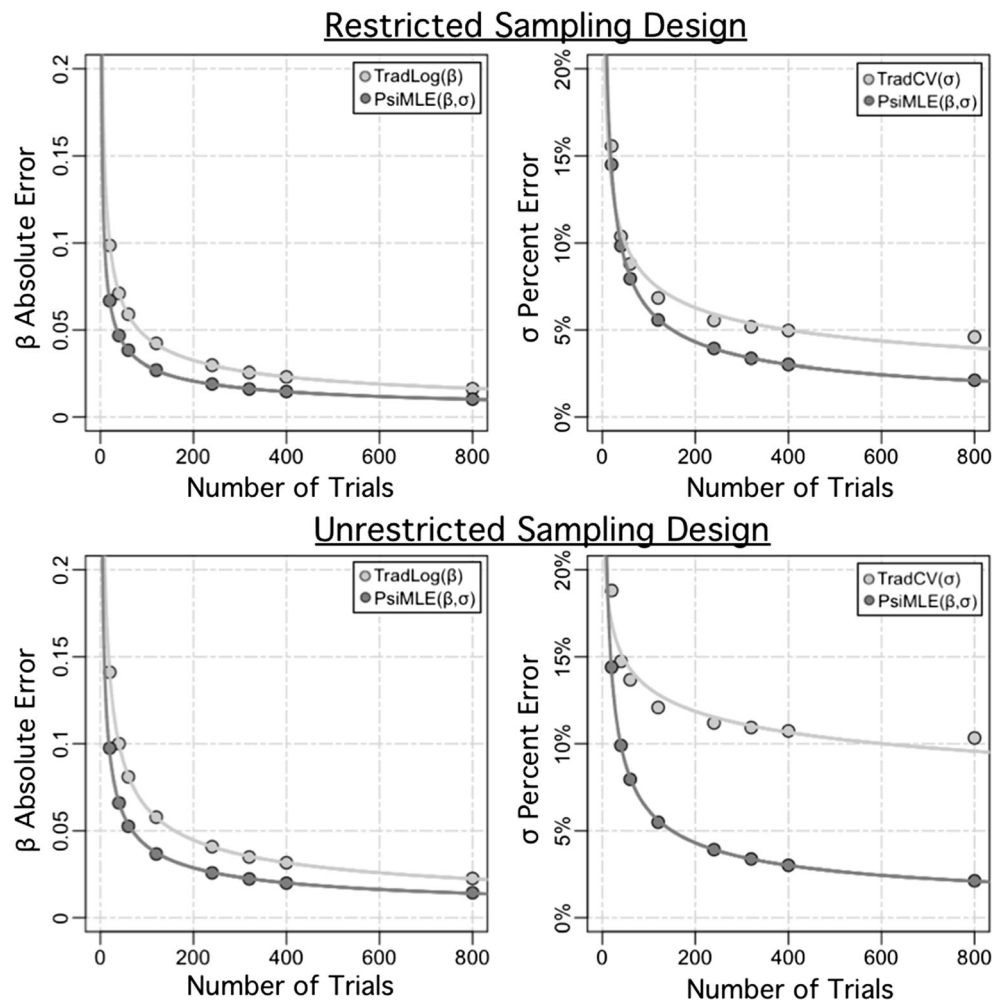 Restricted Sampling Design
0.2
0.15
0.1
0.05
0
β Absolute Error
TradLog(β)
PsiMLE(β,σ)
0 200 400 600 800
Number of Trials
20%
15%
10%
5%
0%
σ Percent Error
TradCV(σ)
PsiMLE(β,σ)
0 200 400 600 800
Number of Trials
Unrestricted Sampling Design
0.2
0.15
0.1
0.05
0
β Absolute Error
TradLog(β)
PsiMLE(β,σ)
0 200 400 600 800
Number of Trials
20%
15%
10%
5%
0%
σ Percent Error
TradCV(σ)
PsiMLE(β,σ)
0 200 400 600 800
Number of Trials